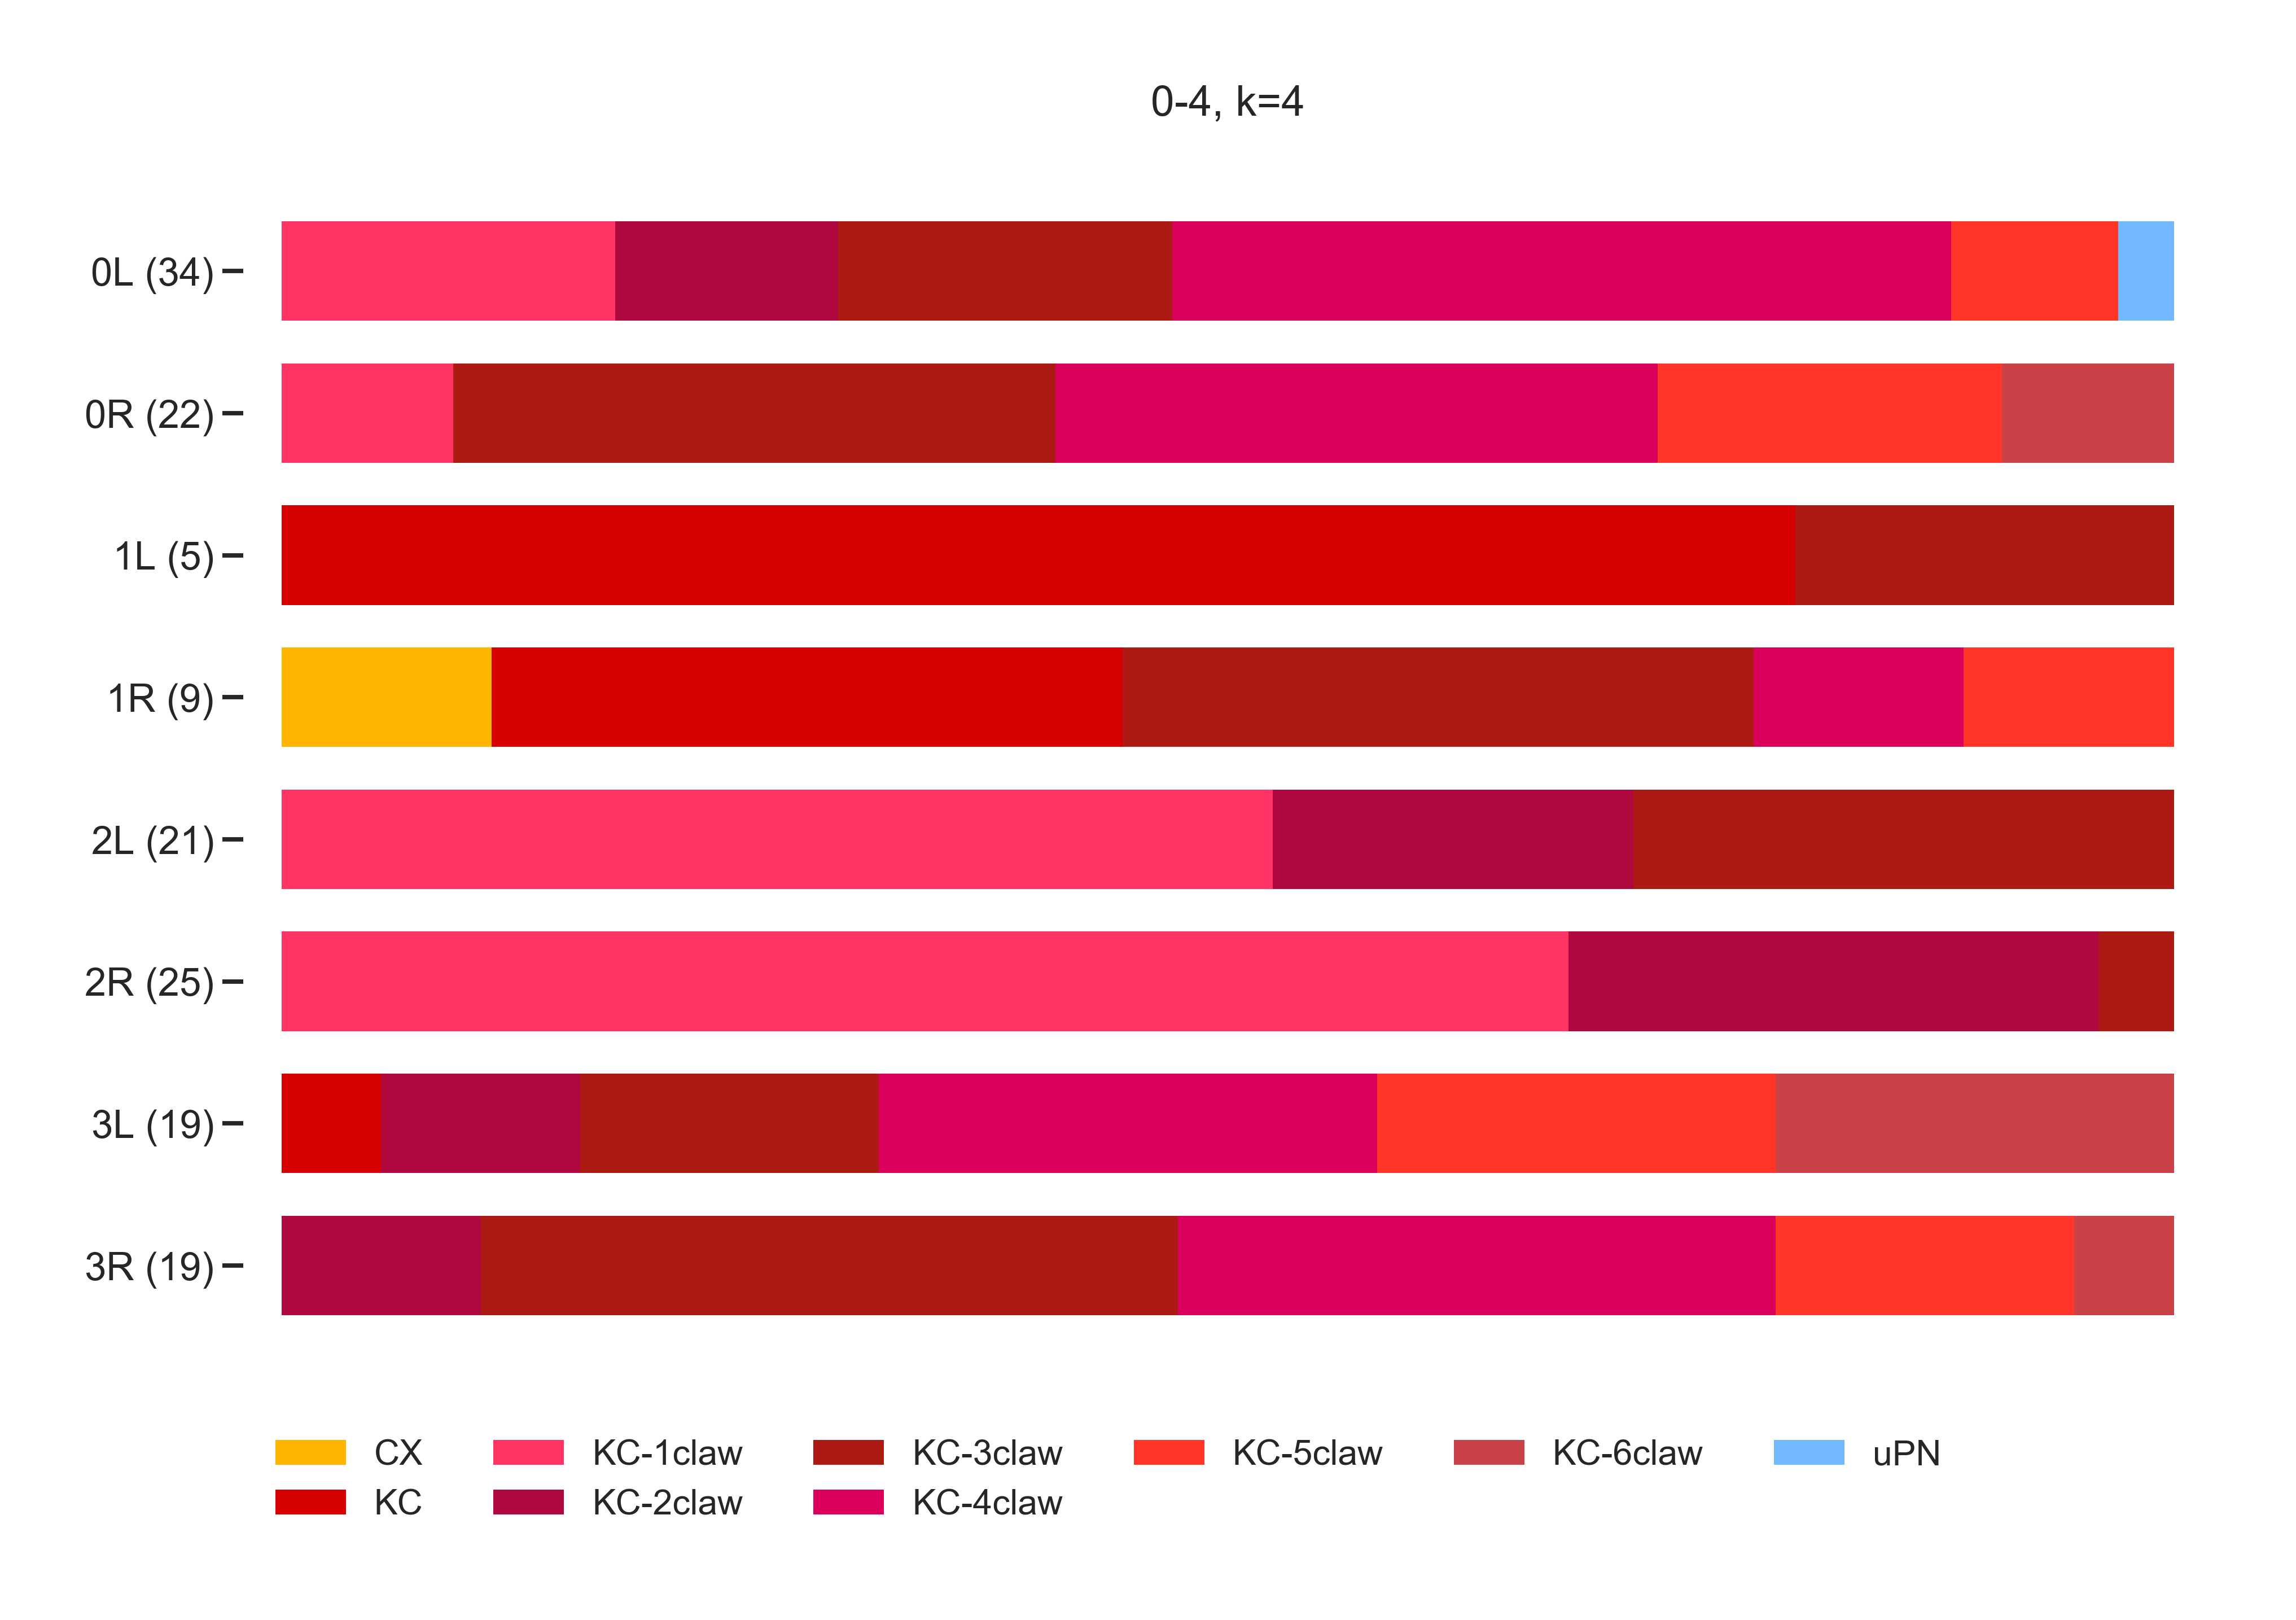 0-4, k=4
0L (34)
0R (22)
1L (5)
1R (9)
2L (21)
2R (25)
3L (19)
3R (19)
CX KC-1claw KC-3claw KC-5claw KC-6claw uPN
KC KC-2claw KC-4claw